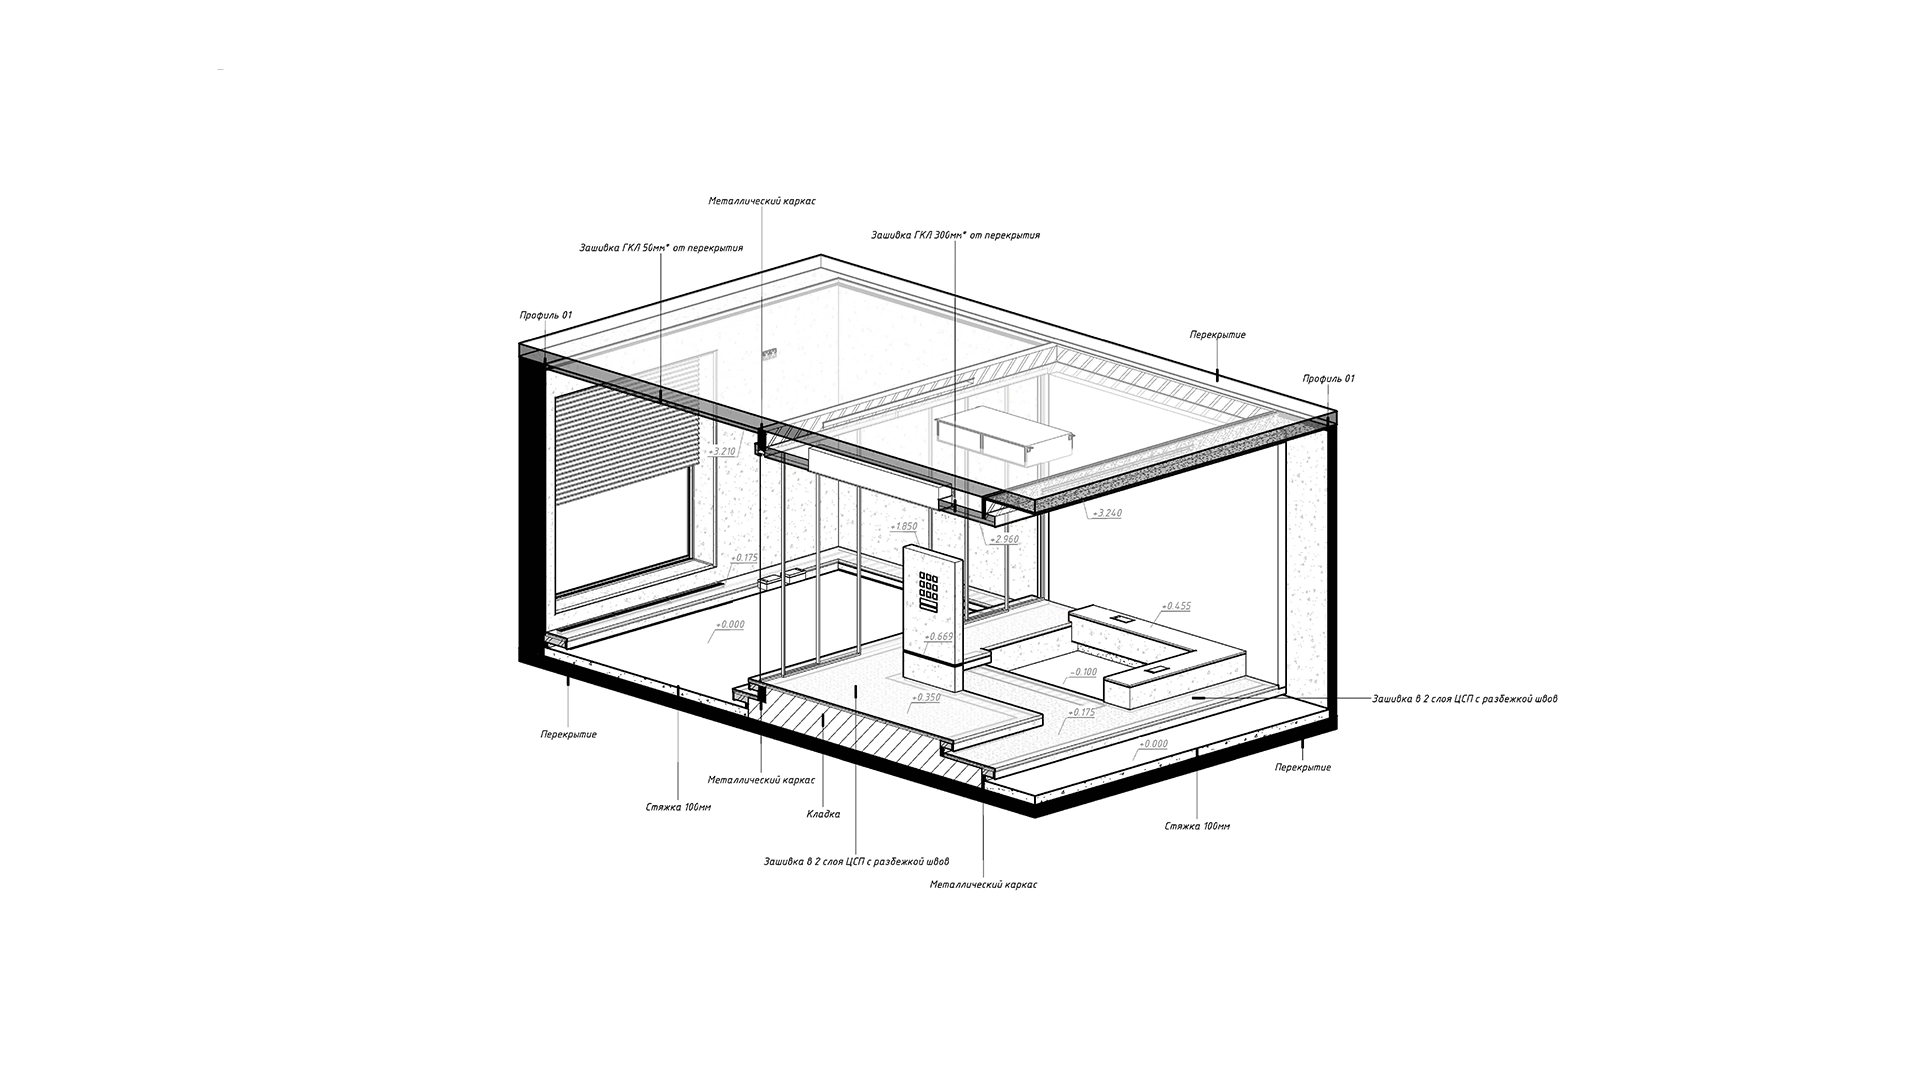 Металлический каркас
Зашивка ГКЛ 300мм* от перекрытия
Зашивка ГКЛ 50мм* от перекрытия
Профиль 01
Перекрытие
Профиль 01
+3.210
+3.240
+1.850
+2.960
+0.175
+0.455
+0.000
+0.669
-0.100
+0.350
Зашивка в 2 слоя ЦСП с разбежкой швов
+0.175
Перекрытие
+0.000
Перекрытие
Металлический каркас
Стяжка 100мм
Кладка
Стяжка 100мм
Зашивка в 2 слоя ЦСП с разбежкой швов
Металлический каркас